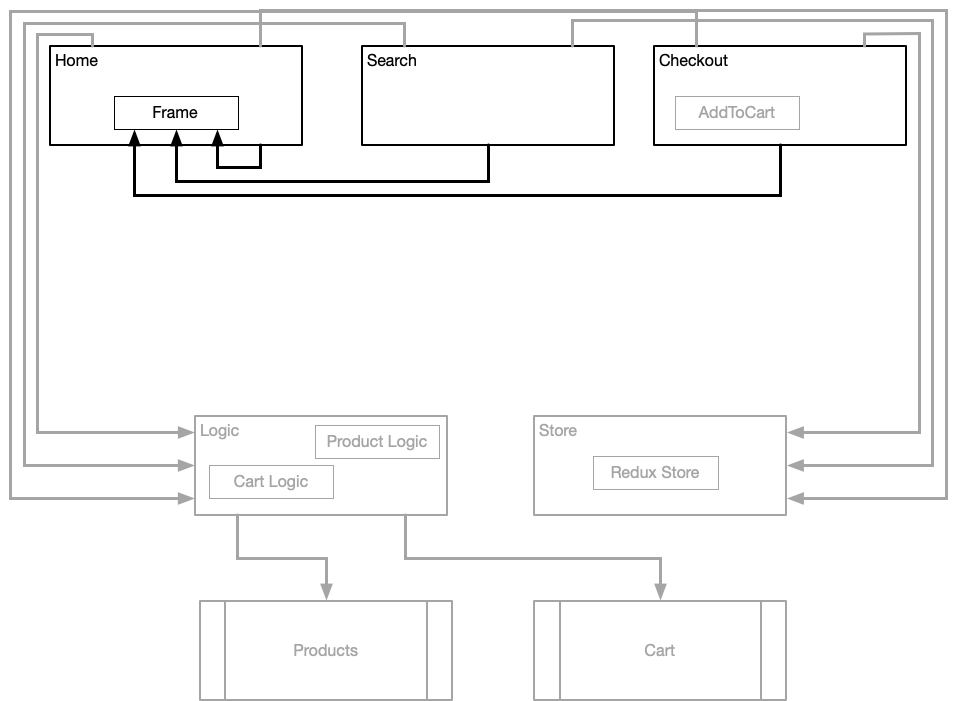 Home
Search
Checkout
Frame
AddToCart
Logic
Product Logic
Cart Logic
Store
Redux Store
Products
Cart